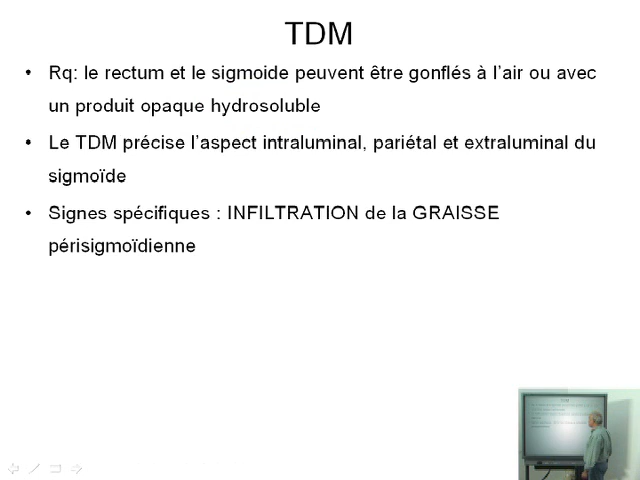 TDM
• Rq: le rectum et le sigmoide peuvent être gonflés à l'air ou avec
un produit opaque hydrosoluble
• Le TDM précise l'aspect intraluminal, pariétal et extraluminal du
sigmoïde
• Signes spécifiques : INFILTRATION de la GRAISSE
périsigmoïdienne